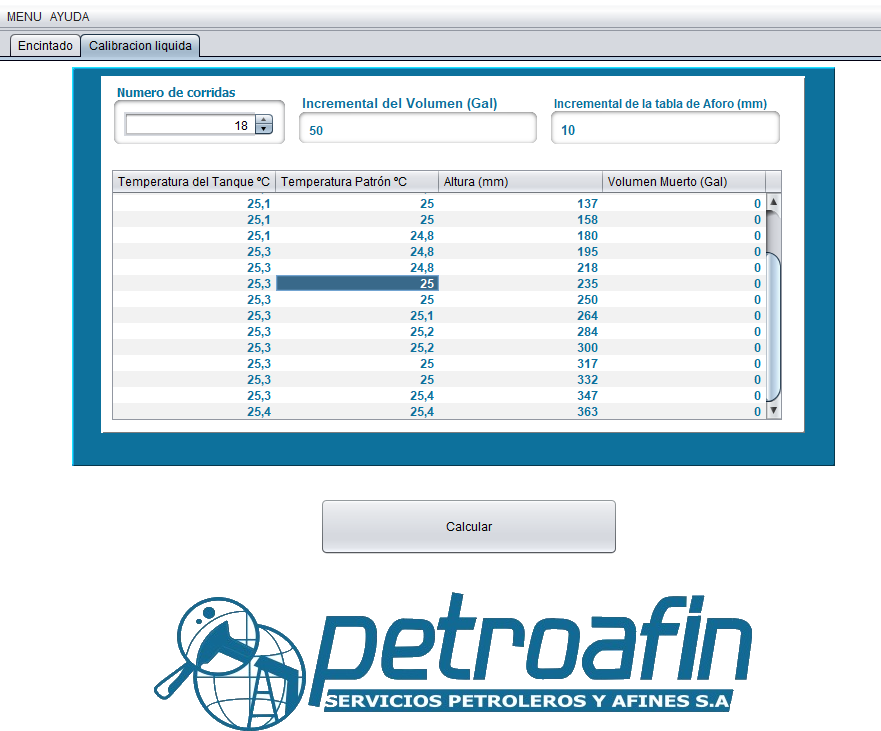 MENU AYUDA
Encintado Calibracion liquida
Numero de corridas Incremental del Volumen (Gal) Incremental de la tabla de Aforo (mm)
18 50 10
Temperatura del Tanque ºC Temperatura Patrón ºC Altura (mm) Volumen Muerto (Gal)
25,1 25 137 0
25,1 25 158 0
25,1 24,8 180 0
25,3 24,8 195 0
25,3 24,8 218 0
25,3 25 235 0
25,3 25 250 0
25,3 25,1 264 0
25,3 25,2 284 0
25,3 25,2 300 0
25,3 25 317 0
25,3 25 332 0
25,3 25,4 347 0
25,4 25,4 363 0
Calcular
petroafin
SERVICIOS PETROLEROS Y AFINES S.A